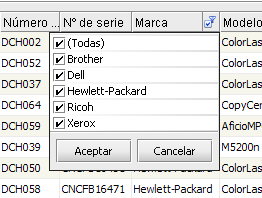 Número ... Nº de serie Marca Modelo
DCH002 ColorLas
(Todas)
DCH052 Brother ColorLas
Dell
DCH037 Hewlett-Packard ColorLas
DCH064 Ricoh CopyCen
DCH059 Xerox AficioMP
DCH039 Aceptar Cancelar M5200n
DCH050 ColorLas
DCH058 CNCFB16471 Hewlett-Packard ColorLas